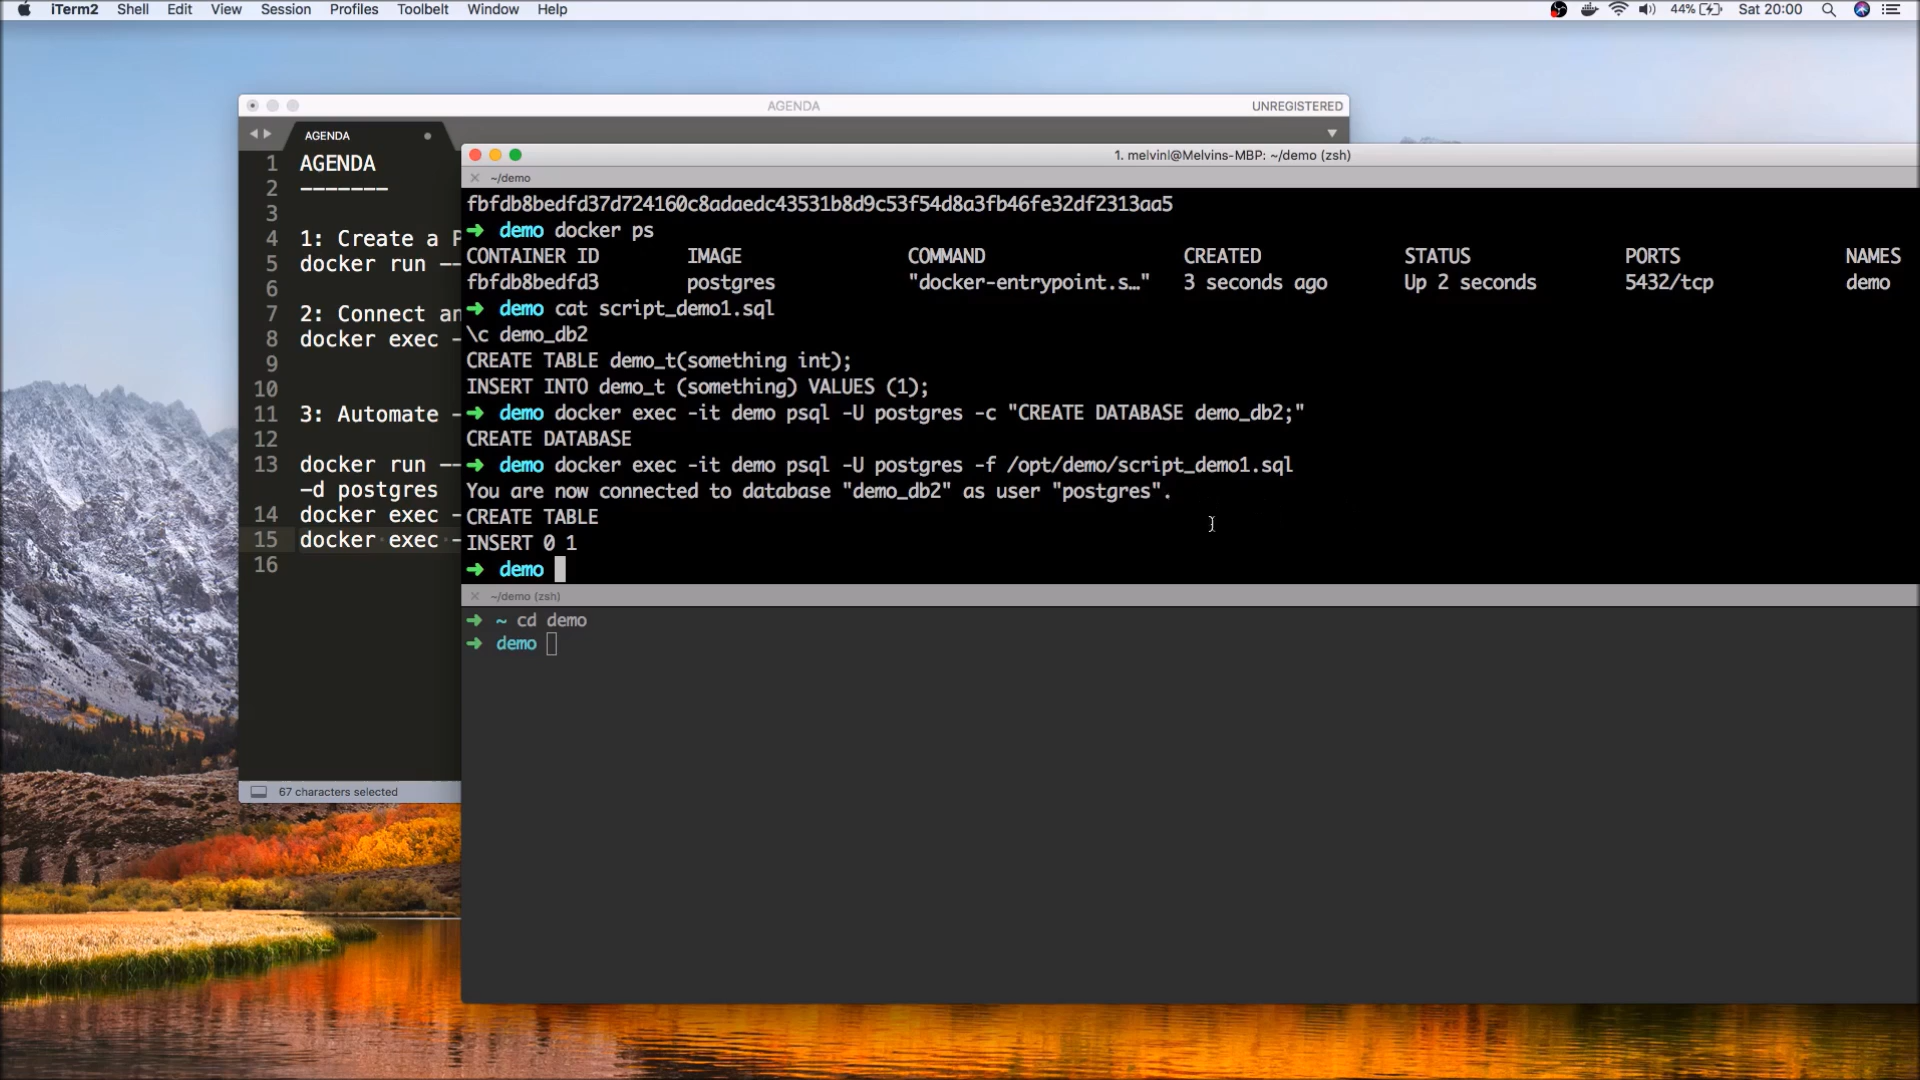 iTerm2 Shell Edit View Session Profiles Toolbelt Window Help 44% Sat 20:00
AGENDA UNREGISTERED
AGENDA
1 AGENDA
2 -------
3
4 1: Create a P
5 docker run --
6
7 2: Connect an
8 docker exec -
9
10
11 3: Automate -
12
13 docker run --
-d postgres
14 docker exec -
15 docker exec -
16
67 characters selected
1. melvinl@Melvins-MBP: ~/demo (zsh)
~/demo
fbfdb8bedfd37d724160c8adaedc43531b8d9c53f54d8a3fb46fe32df2313aa5
➜ demo docker ps
CONTAINER ID IMAGE COMMAND CREATED STATUS PORTS NAMES
fbfdb8bedfd3 postgres "docker-entrypoint.s…" 3 seconds ago Up 2 seconds 5432/tcp demo
➜ demo cat script_demo1.sql
\c demo_db2
CREATE TABLE demo_t(something int);
INSERT INTO demo_t (something) VALUES (1);
➜ demo docker exec -it demo psql -U postgres -c "CREATE DATABASE demo_db2;"
CREATE DATABASE
➜ demo docker exec -it demo psql -U postgres -f /opt/demo/script_demo1.sql
You are now connected to database "demo_db2" as user "postgres".
CREATE TABLE
INSERT 0 1
➜ demo
~/demo (zsh)
➜ ~ cd demo
➜ demo